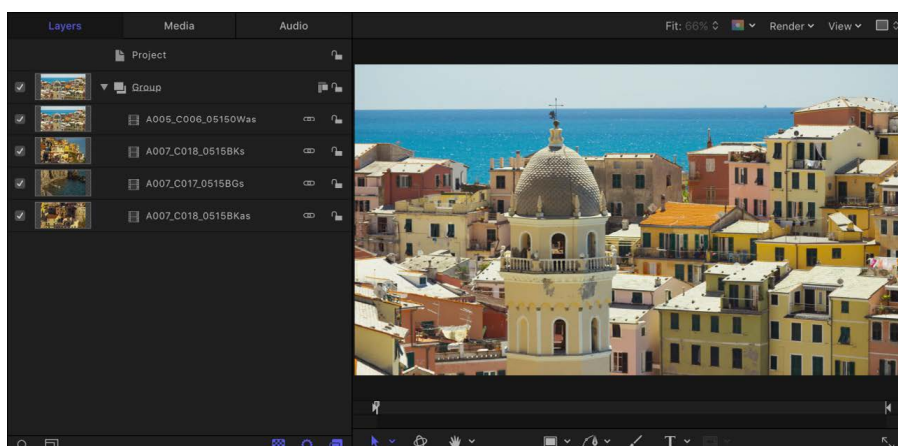 Layers Media Audio Fit: 66% Render View
Project
Group
A005_C006_05150Was
A007_C018_0515BKs
A007_C017_0515BGs
A007_C018_0515BKas
T